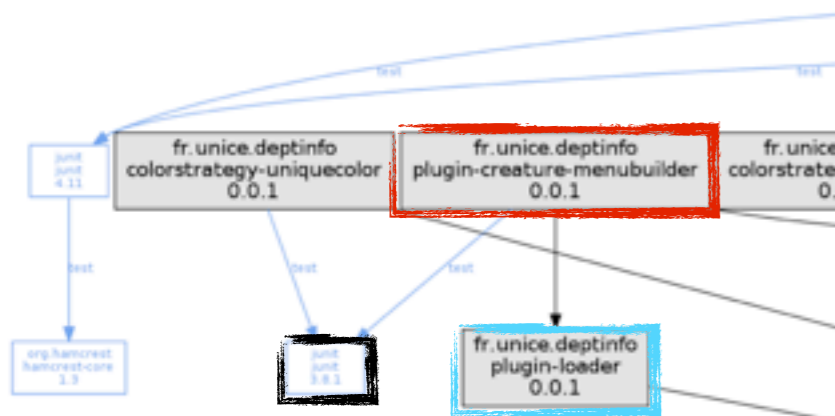 test
test
junit
junit
4.11
fr.unice.deptinfo
colorstrategy-uniquecolor
0.0.1
fr.unice.deptinfo
plugin-creature-menubuilder
0.0.1
fr.unice
colorstrate
0.
test
test
test
org.hamcrest
hamcrest-core
1.3
junit
junit
3.8.1
fr.unice.deptinfo
plugin-loader
0.0.1